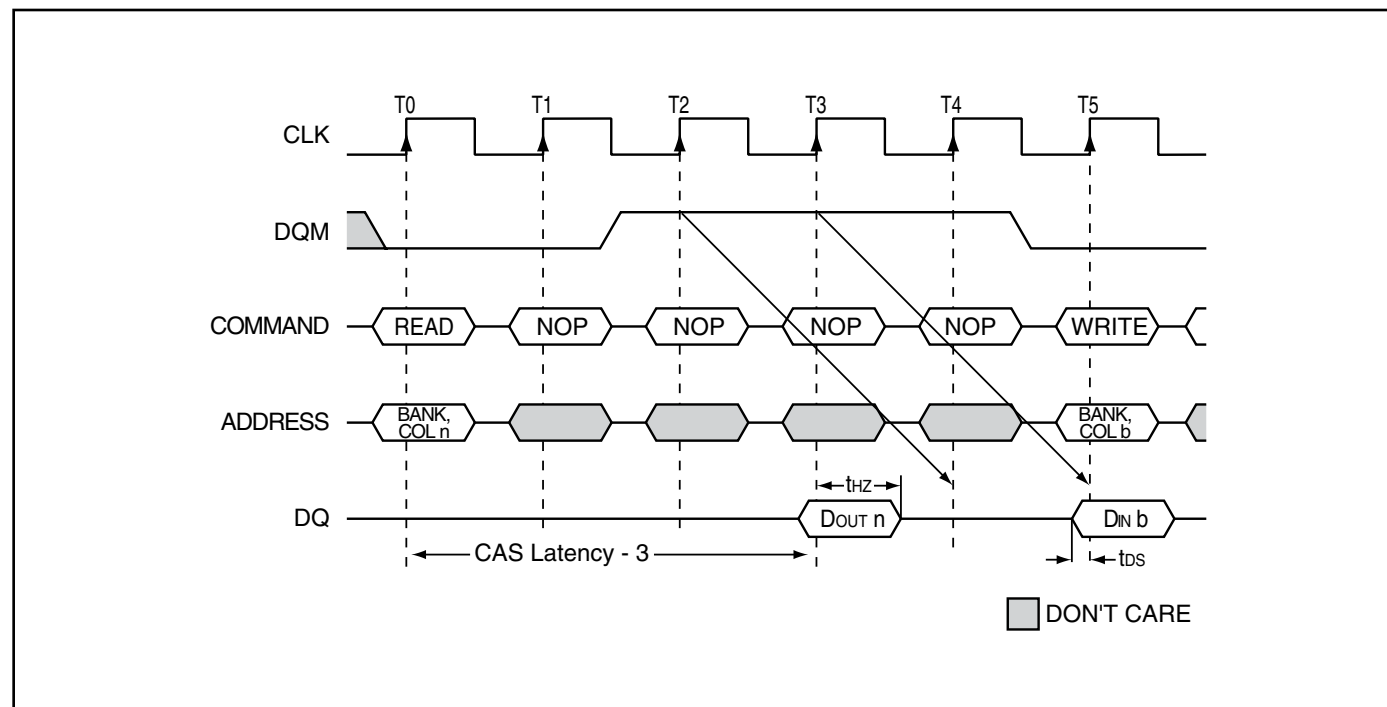 T0 T1 T2 T3 T4 T5
CLK
DQM
COMMAND READ NOP NOP NOP NOP WRITE
ADDRESS BANK, COL n BANK, COL b
tHZ
DQ DOUT n DIN b
CAS Latency - 3 tDS
DON'T CARE